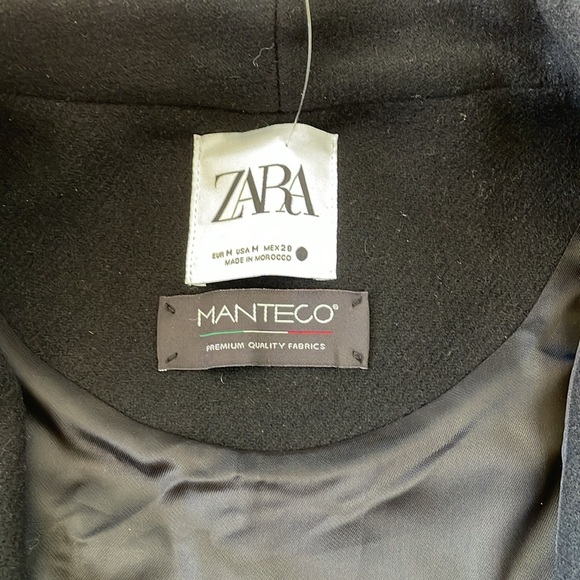 ZARA
EUR M USA M MEX 28
MADE IN MOROCCO
MANTECO®
PREMIUM QUALITY FABRICS